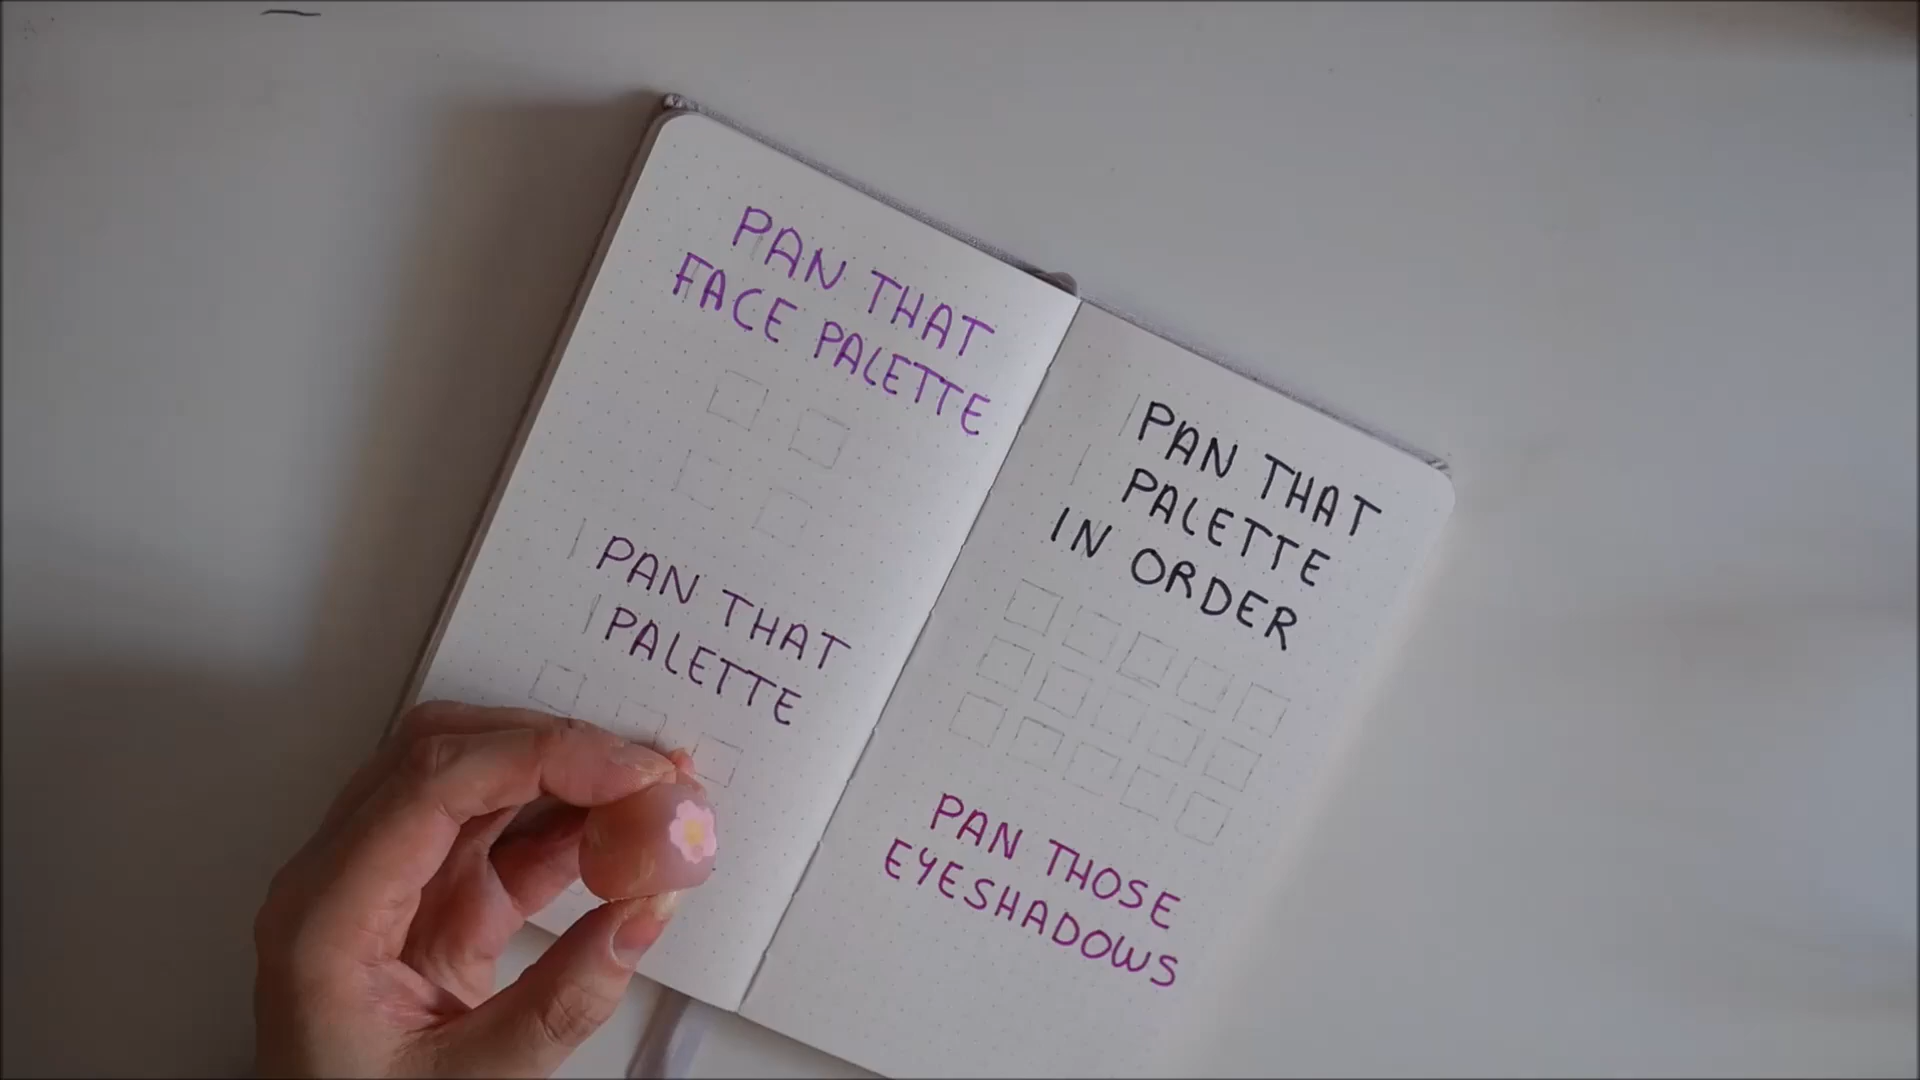 PAN THAT
FACE PALETTE
PAN THAT
PALETTE
PAN THAT
PALETTE
IN ORDER
PAN THOSE
EYESHADOWS